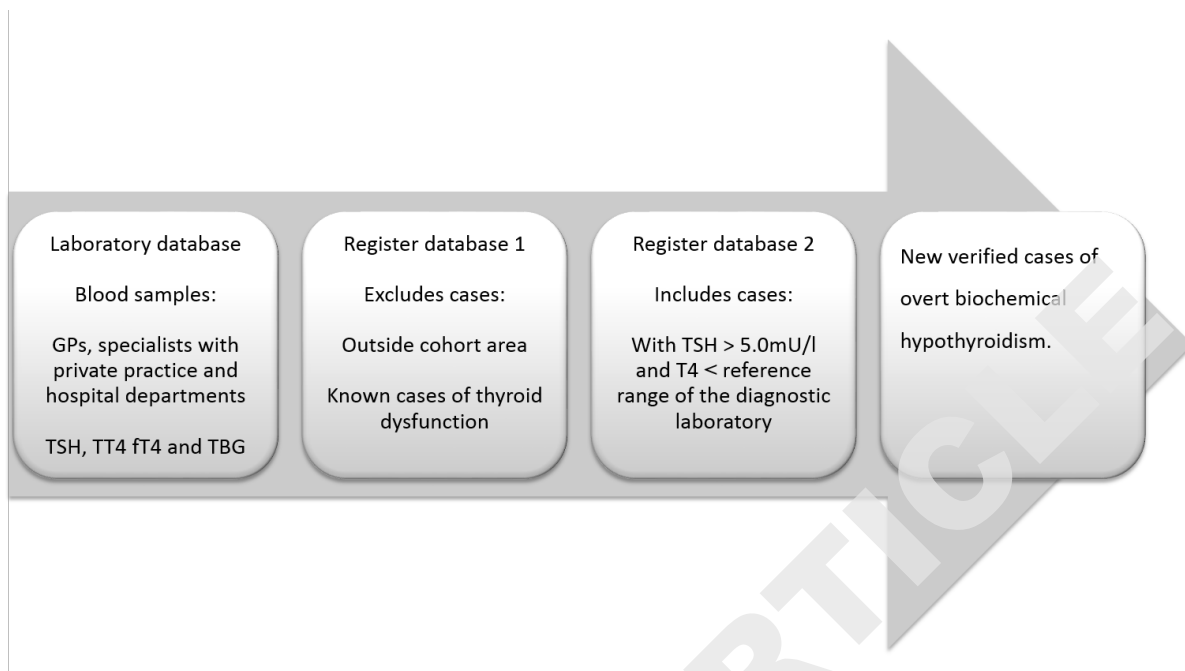 Laboratory database
Blood samples:
GPs, specialists with
private practice and
hospital departments
TSH, TT4 fT4 and TBG
Register database 1
Excludes cases:
Outside cohort area
Known cases of thyroid
dysfunction
Register database 2
Includes cases:
With TSH > 5.0mU/l
and T4 < reference
range of the diagnostic
laboratory
New verified cases of
overt biochemical
hypothyroidism.
RTICLE